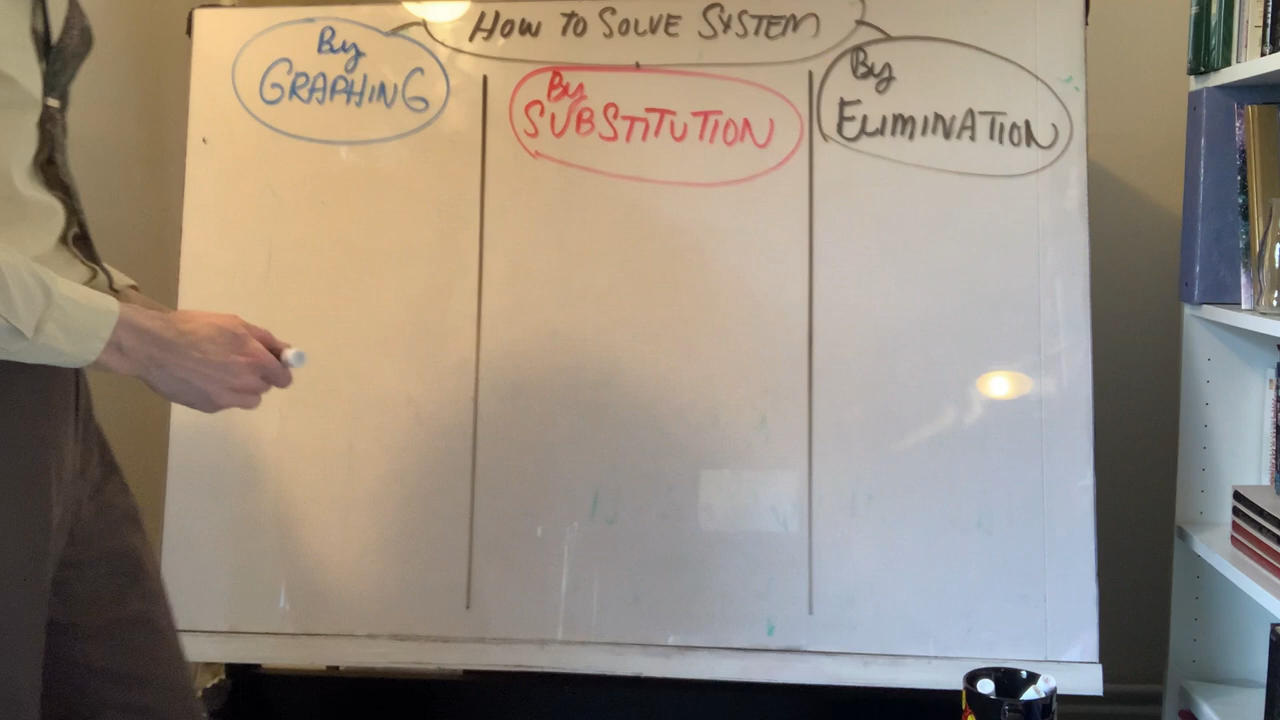 How to Solve System
By
GRAPHING
By
SUBSTITUTION
By
ELIMINATION